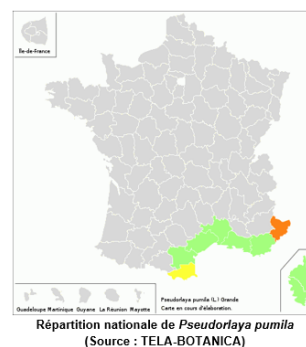 Île-de-France
Pseudorlaya pumila (L.) Grande
Carte en cours d'élaboration.
Guadeloupe Martinique Guyane La Réunion Mayotte
Répartition nationale de Pseudorlaya pumila
(Source : TELA-BOTANICA)